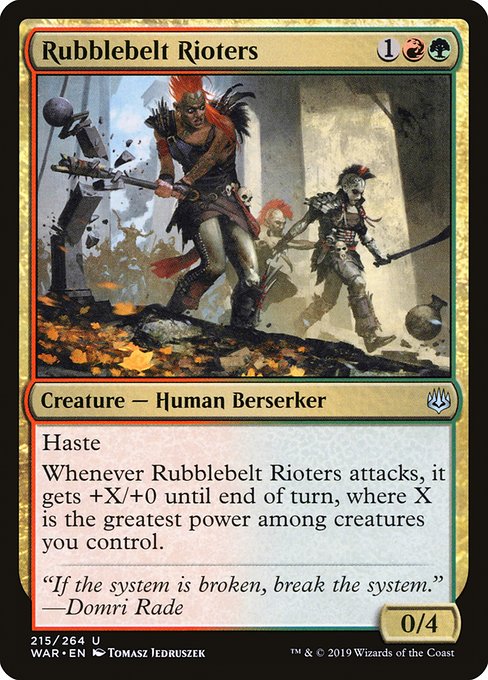 Rubblebelt Rioters 1
Creature — Human Berserker
Haste
Whenever Rubblebelt Rioters attacks, it
gets +X/+0 until end of turn, where X
is the greatest power among creatures
you control.
“If the system is broken, break the system.”
—Domri Rade
0/4
215/264 U
WAR • EN Tomasz Jedruszek
™ & © 2019 Wizards of the Coast